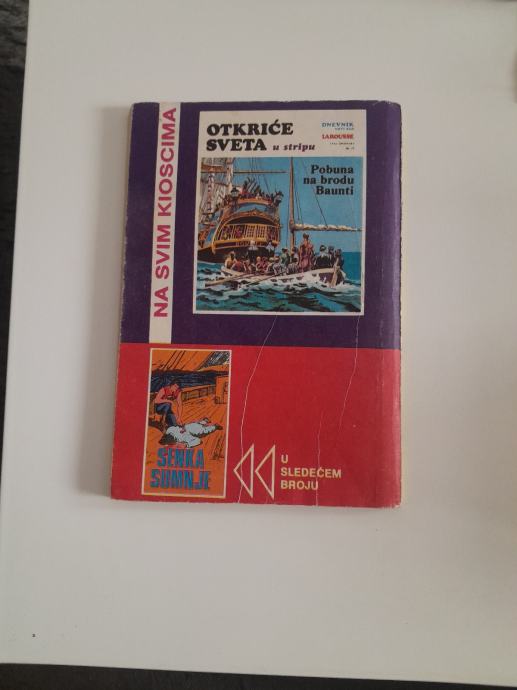 NA SVIM KIOSCIMA
OTKRIĆE
SVETA u stripu
DNEVNIK
LAROUSSE
Pobuna
na brodu
Baunti
SENKA
SUMNJE
U
SLEDEĆEM
BROJU